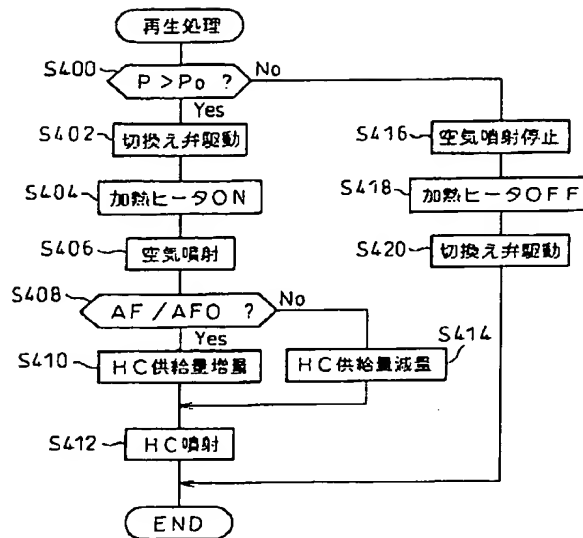 再生処理
S400
P>Po ?
No
Yes
S402
切換え弁駆動
S404
加熱ヒータON
S406
空気噴射
S408
AF/AFO ?
No
Yes
S410
HC供給量増量
S414
HC供給量減量
S412
HC噴射
S416
空気噴射停止
S418
加熱ヒータOFF
S420
切換え弁駆動
END